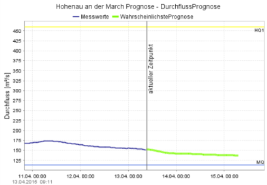 Hohenau an der March Prognose - DurchflussPrognose
Messwerte WahrscheinlichstePrognose
Durchfluss [m³/s]
450
425
400
375
350
325
300
275
250
225
200
175
150
125
HQ1
MQ
aktueller Zeitpunkt
11.04. 00:00 12.04. 00:00 13.04. 00:00 14.04. 00:00 15.04. 00:00
13.04.2016 09:11